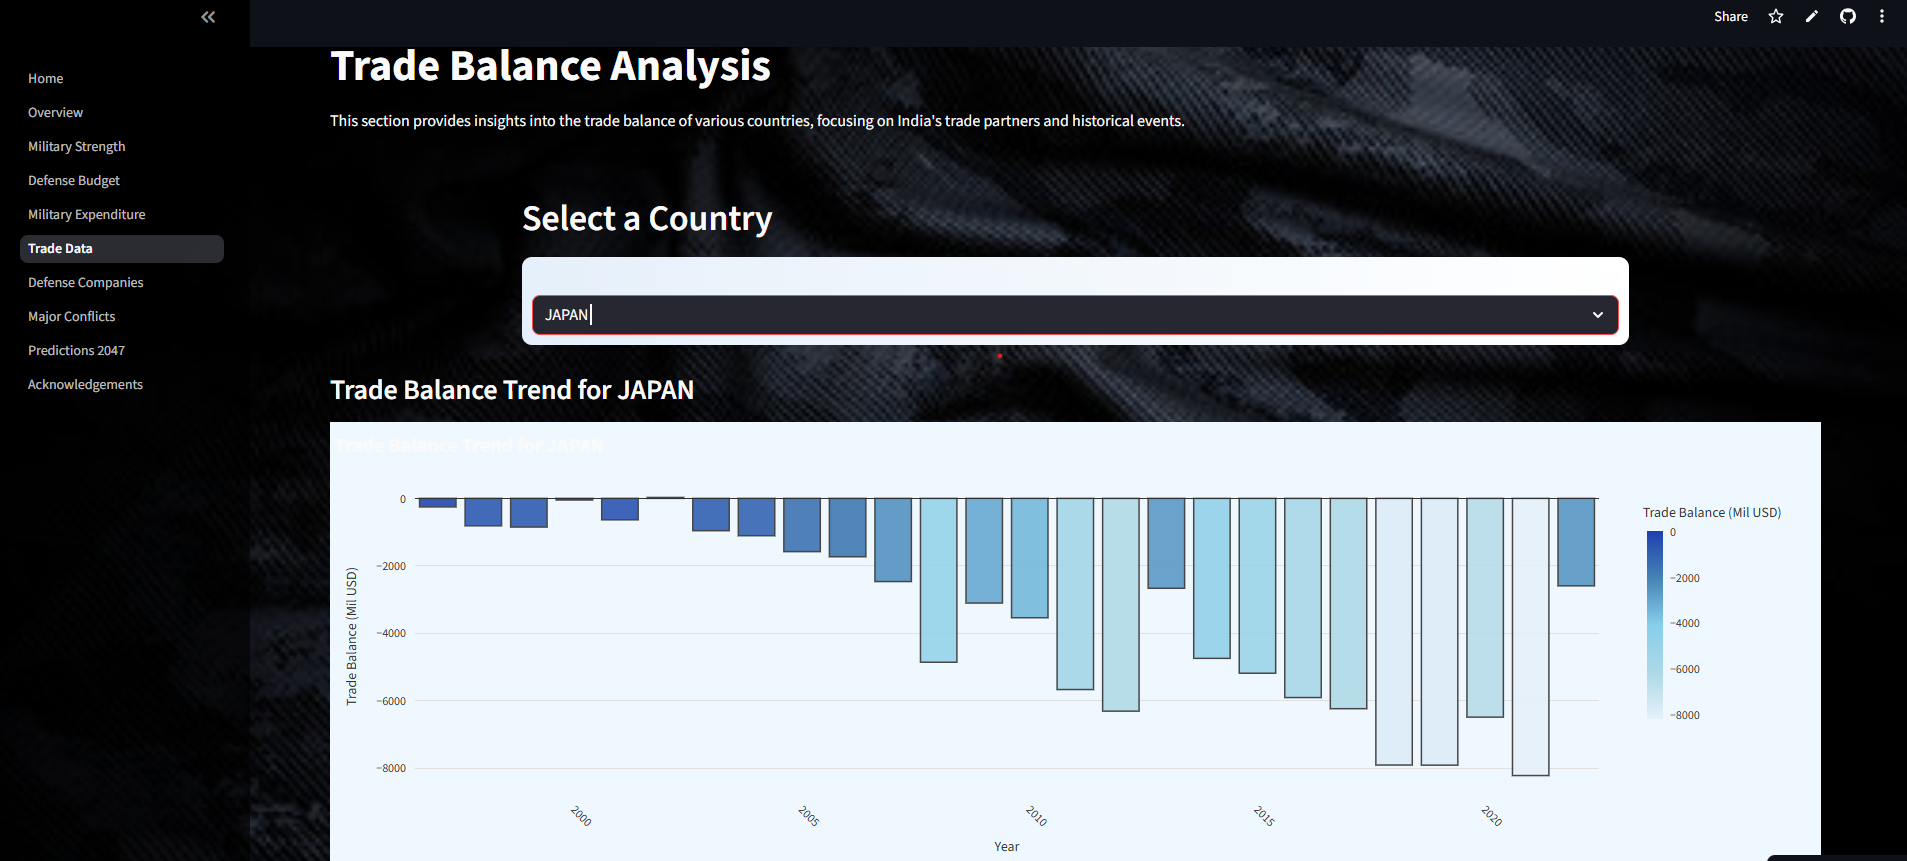 Share
Home
Overview
Military Strength
Defense Budget
Military Expenditure
Trade Data
Defense Companies
Major Conflicts
Predictions 2047
Acknowledgements
Trade Balance Analysis
This section provides insights into the trade balance of various countries, focusing on India's trade partners and historical events.
Select a Country
JAPAN
Trade Balance Trend for JAPAN
Trade Balance Trend for JAPAN
0
−2000
−4000
−6000
−8000
Trade Balance (Mil USD)
2000
2005
2010
2015
2020
Year
Trade Balance (Mil USD)
0
−2000
−4000
−6000
−8000